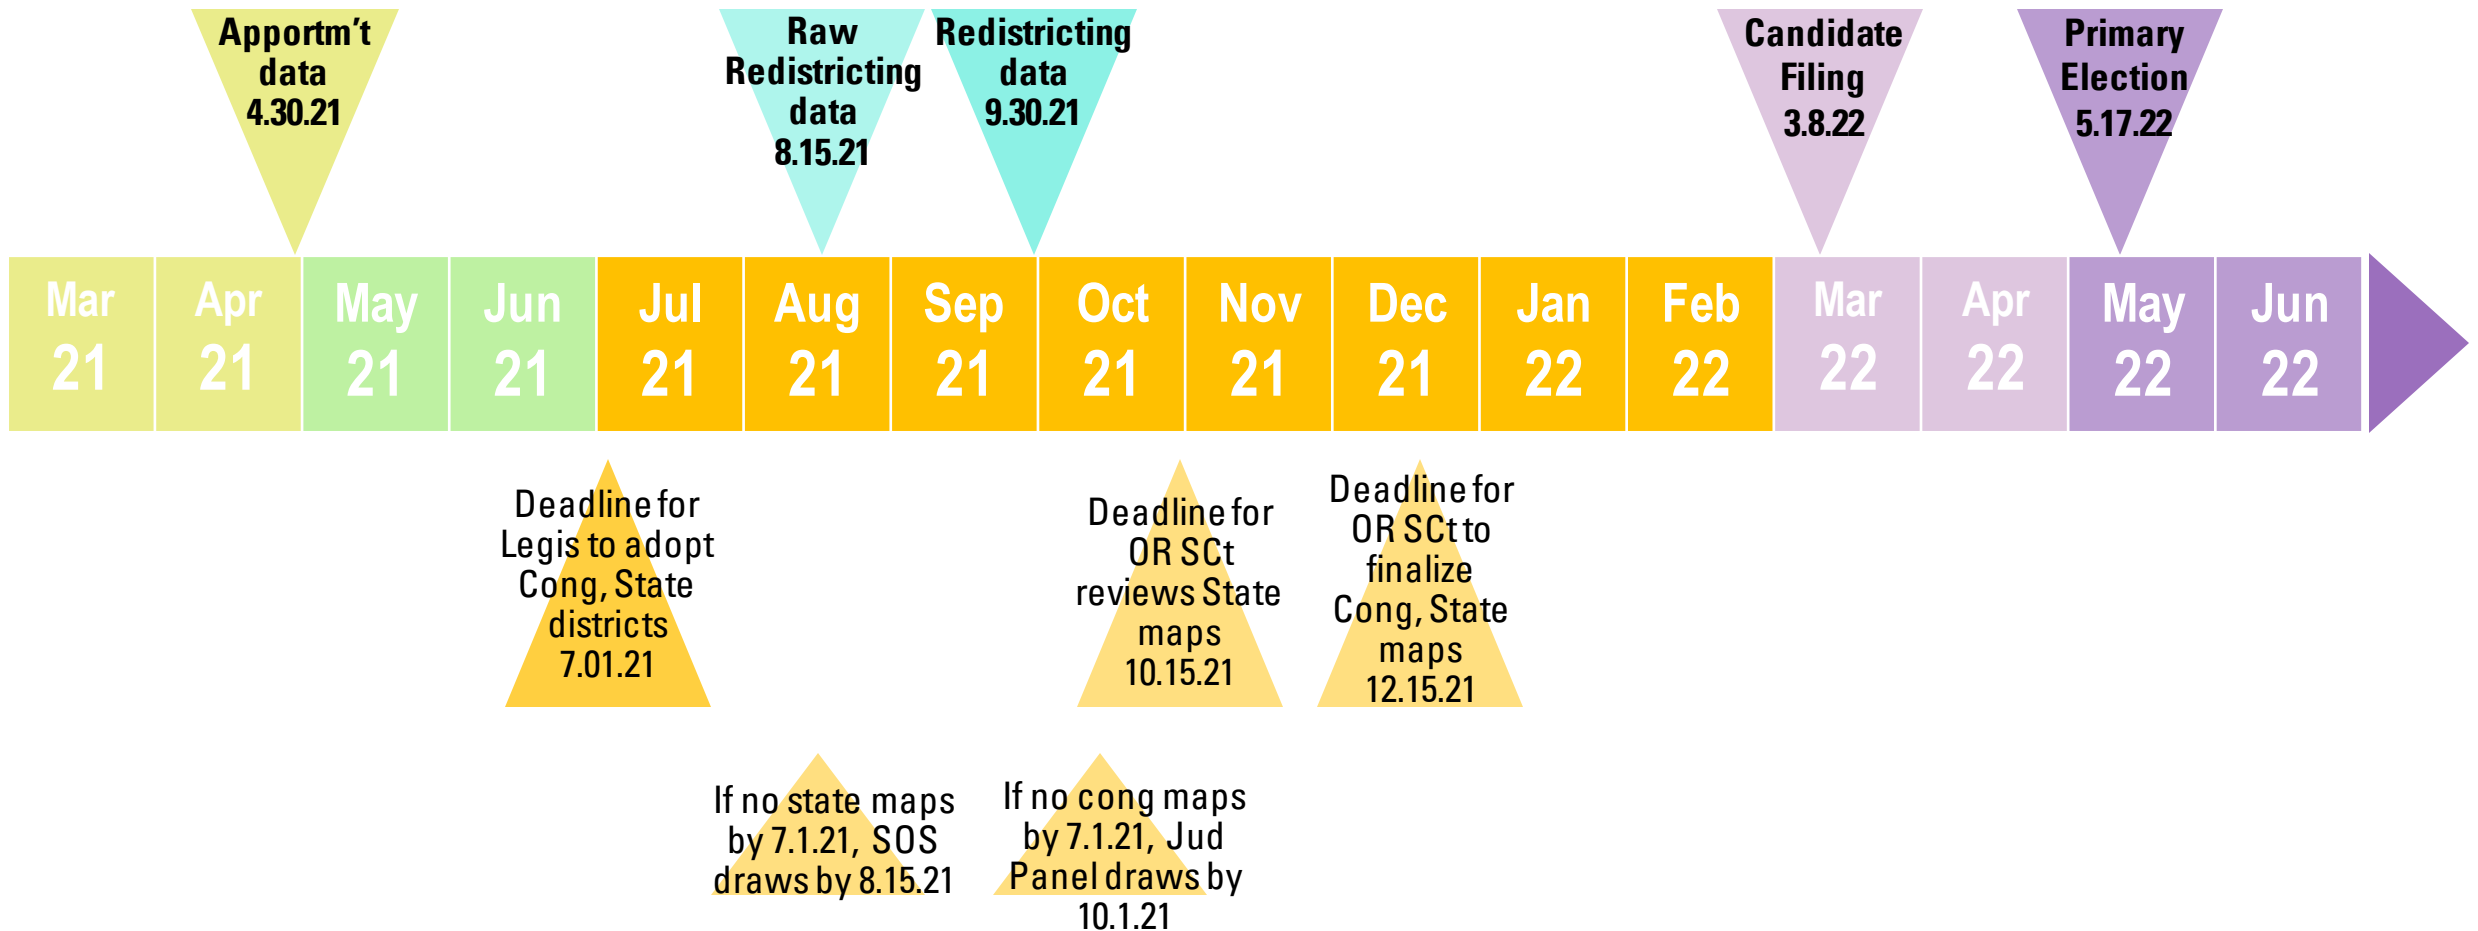 Apportm't
data
4.30.21
Raw
Redistricting
data
8.15.21
Redistricting
data
9.30.21
Candidate
Filing
3.8.22
Primary
Election
5.17.22
Mar
21
Apr
21
May
21
Jun
21
Jul
21
Aug
21
Sep
21
Oct
21
Nov
21
Dec
21
Jan
22
Feb
22
Mar
22
Apr
22
May
22
Jun
22
Deadline for
Legis to adopt
Cong, State
districts
7.01.21
Deadline for
OR SCt
reviews State
maps
10.15.21
Deadline for
OR SCt to
finalize
Cong, State
maps
12.15.21
If no state maps
by 7.1.21, SOS
draws by 8.15.21
If no cong maps
by 7.1.21, Jud
Panel draws by
10.1.21